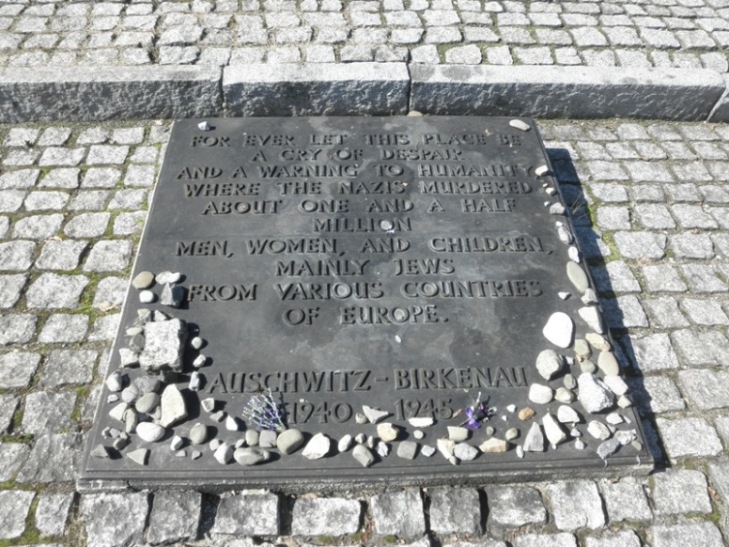 FOR EVER LET THIS PLACE BE
A CRY OF DESPAIR
AND A WARNING TO HUMANITY,
WHERE THE NAZIS MURDERED
ABOUT ONE AND A HALF
MILLION
MEN, WOMEN, AND CHILDREN,
MAINLY JEWS
FROM VARIOUS COUNTRIES
OF EUROPE.
AUSCHWITZ - BIRKENAU
1940 - 1945